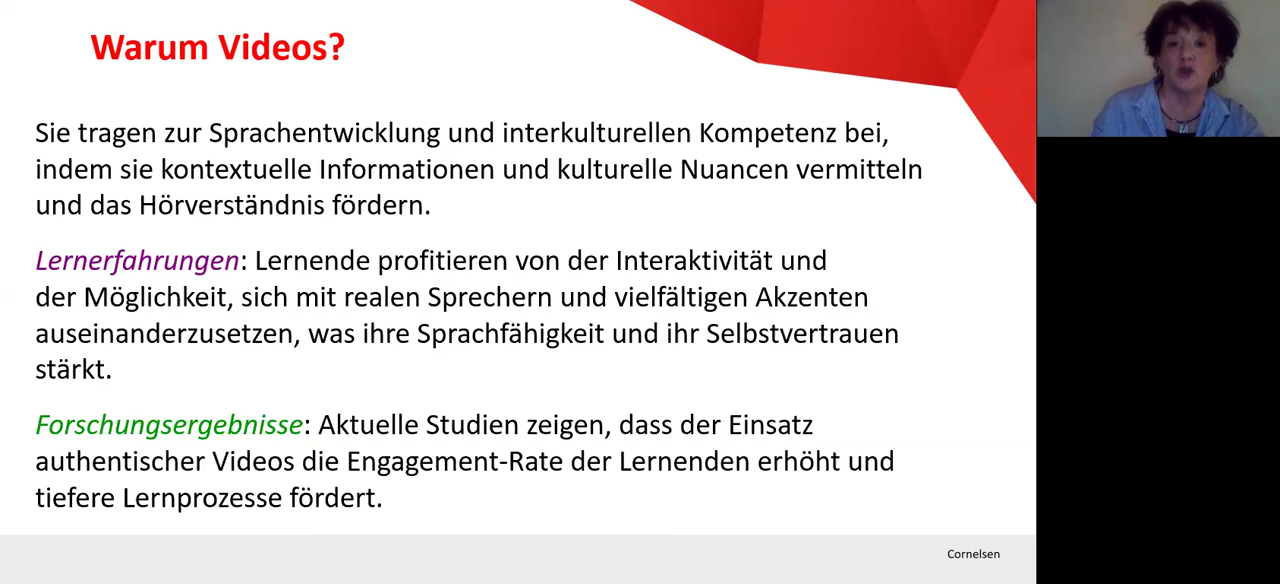 Warum Videos?
Sie tragen zur Sprachentwicklung und interkulturellen Kompetenz bei,
indem sie kontextuelle Informationen und kulturelle Nuancen vermitteln
und das Hörverständnis fördern.
Lernerfahrungen: Lernende profitieren von der Interaktivität und
der Möglichkeit, sich mit realen Sprechern und vielfältigen Akzenten
auseinanderzusetzen, was ihre Sprachfähigkeit und ihr Selbstvertrauen
stärkt.
Forschungsergebnisse: Aktuelle Studien zeigen, dass der Einsatz
authentischer Videos die Engagement-Rate der Lernenden erhöht und
tiefere Lernprozesse fördert.
Cornelsen